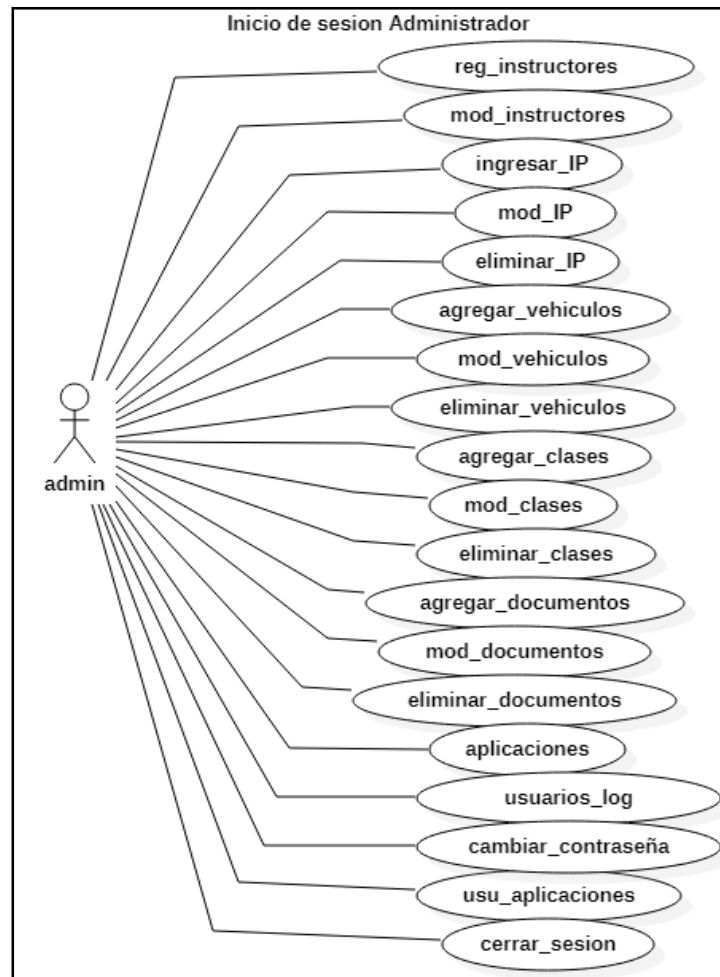 Inicio de sesion Administrador
reg_instructores
mod_instructores
ingresar_IP
mod_IP
eliminar_IP
agregar_vehiculos
mod_vehiculos
eliminar_vehiculos
agregar_clases
admin
mod_clases
eliminar_clases
agregar_documentos
mod_documentos
eliminar_documentos
aplicaciones
usuarios_log
cambiar_contraseña
usu_aplicaciones
cerrar_sesion